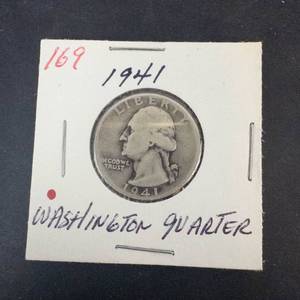 169
1941
LIBERTY
IN GOD WE
TRUST
1941
WASHINGTON QUARTER